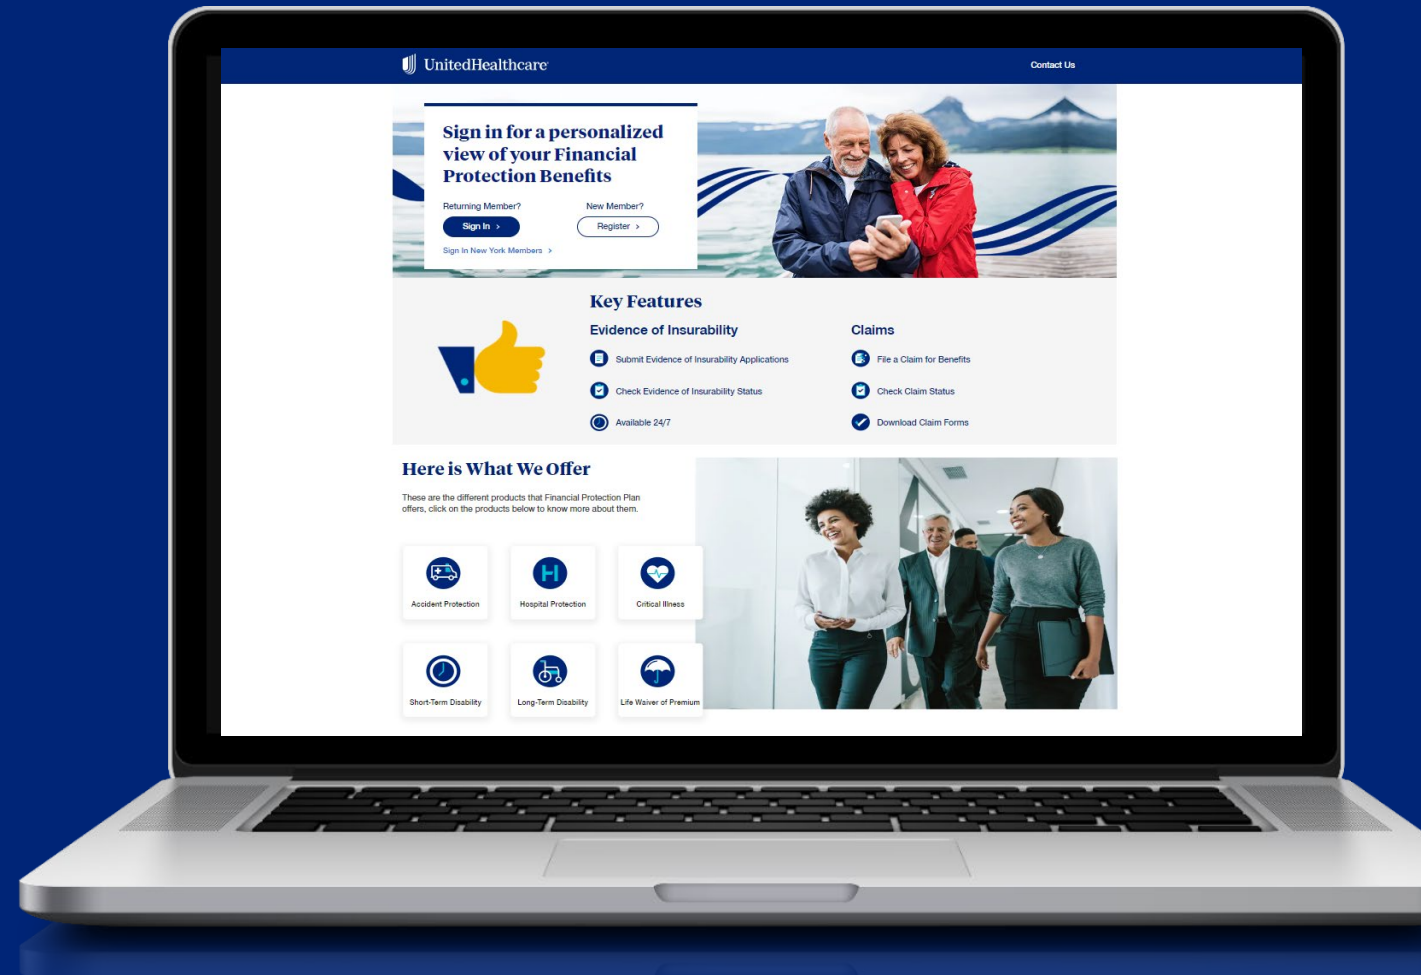 UnitedHealthcare
Contact Us
Sign in for a personalized
view of your Financial
Protection Benefits
Returning Member?
New Member?
Sign In >
Register >
Sign In New York Members >
Key Features
Evidence of Insurability
Submit Evidence of Insurability Applications
Check Evidence of Insurability Status
Available 24/7
Claims
File a Claim for Benefits
Check Claim Status
Download Claim Forms
Here is What We Offer
These are the different products that Financial Protection Plan
offers, click on the products below to know more about them.
H
Accident Protection
Hospital Protection
Critical Illness
Short-Term Disability
Long-Term Disability
Life Waiver of Premium